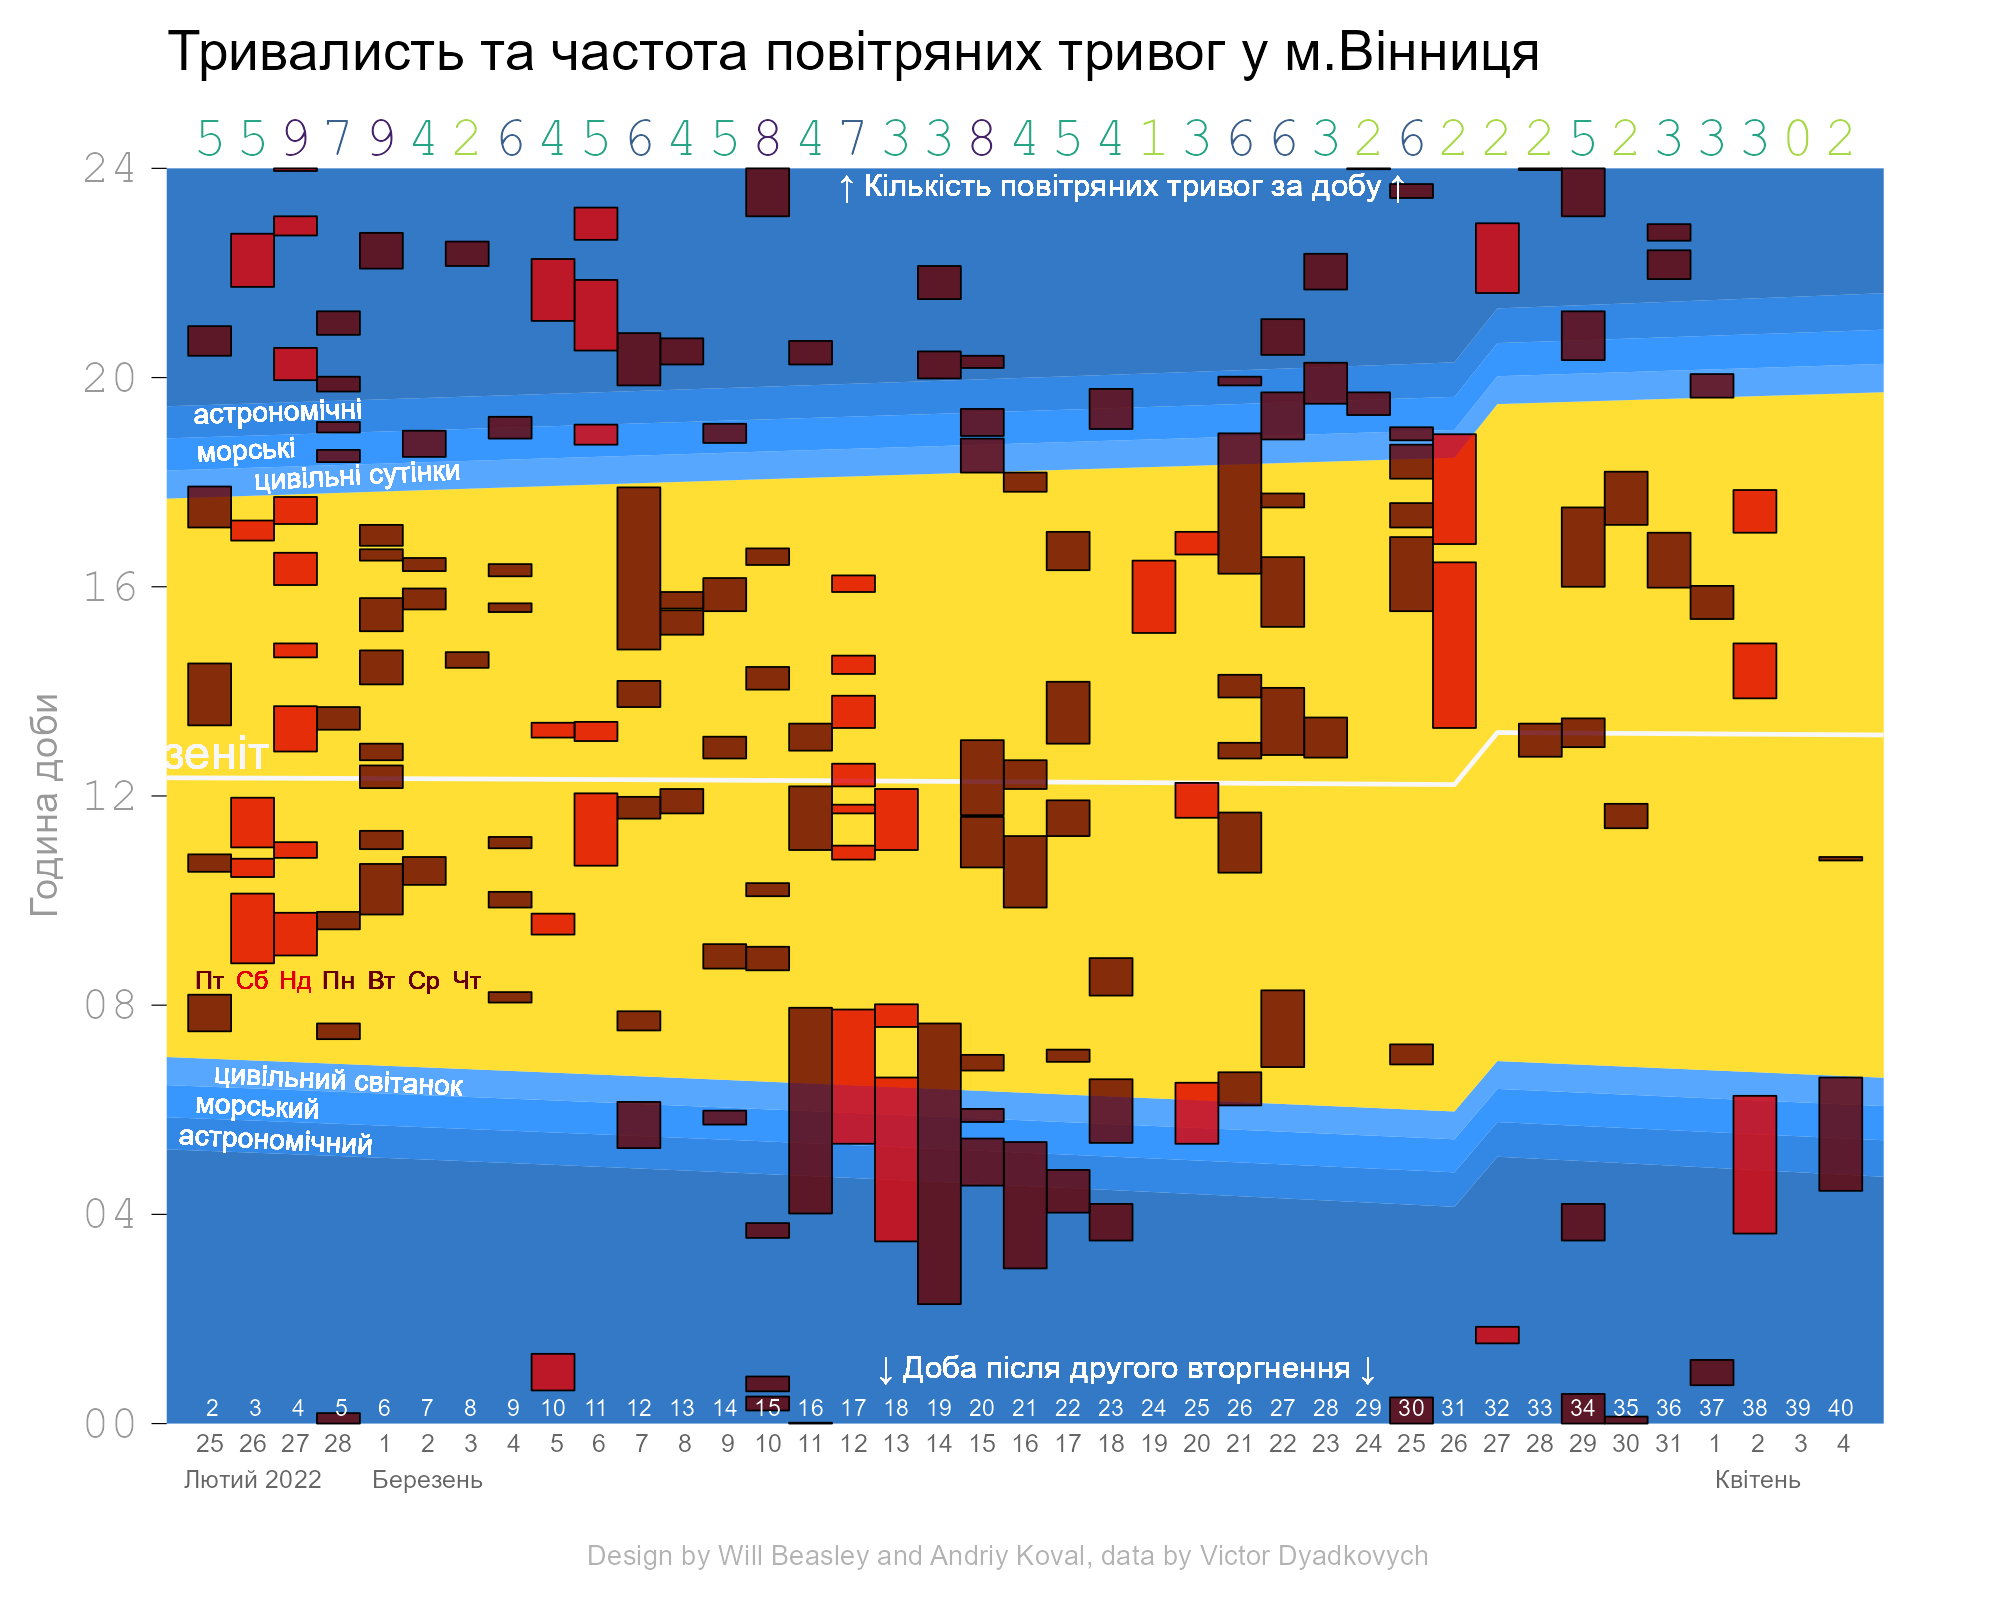 Тривалисть та частота повітряних тривог у м.Вінниця
5 5 9 7 9 4 2 6 4 5 6 4 5 8 4 7 3 3 8 4 5 4 1 3 6 6 3 2 6 2 2 2 5 2 3 3 3 0 2
24
↑ Кількість повітряних тривог за добу ↑
20
астрономічні
морські
цивільні сутінки
16
Година доби
зеніт
12
Пт Сб Нд Пн Вт Ср Чт
08
цивільний світанок
морський
астрономічний
04
↓ Доба після другого вторгнення ↓
2 3 4 5 6 7 8 9 10 11 12 13 14 15 16 17 18 19 20 21 22 23 24 25 26 27 28 29 30 31 32 33 34 35 36 37 38 39 40
00
25 26 27 28 1 2 3 4 5 6 7 8 9 10 11 12 13 14 15 16 17 18 19 20 21 22 23 24 25 26 27 28 29 30 31 1 2 3 4
Лютий 2022 Березень Квітень
Design by Will Beasley and Andriy Koval, data by Victor Dyadkovych